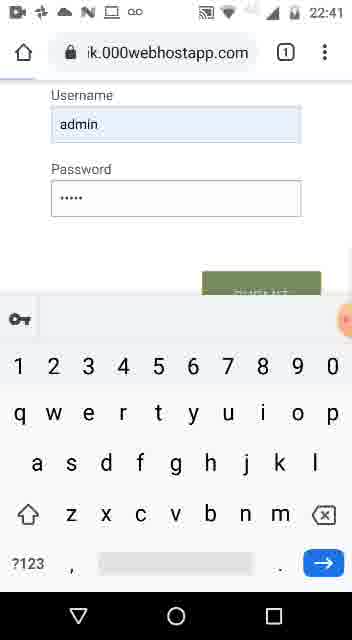 22:41
ik.000webhostapp.com
1
Username
admin
Password
•••••
SUBMIT
1 2 3 4 5 6 7 8 9 0
q w e r t y u i o p
a s d f g h j k l
z x c v b n m
?123 , .